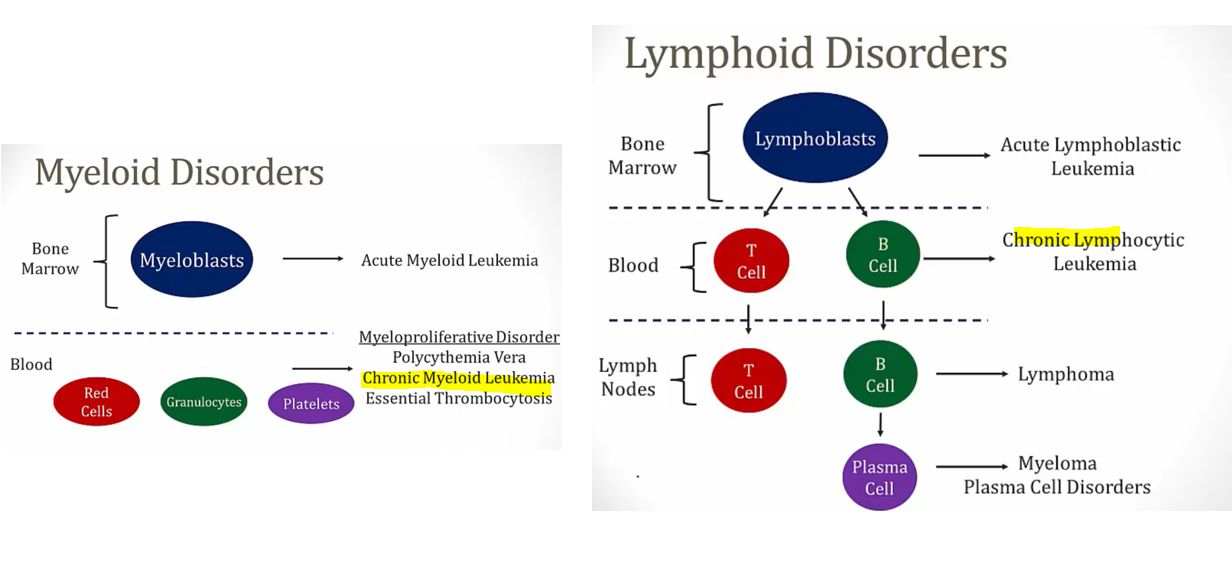 Myeloid Disorders
Bone
Marrow
Myeloblasts
Acute Myeloid Leukemia
Blood
Red
Cells
Granulocytes
Platelets
Myeloproliferative Disorder
Polycythemia Vera
Chronic Myeloid Leukemia
Essential Thrombocytosis
Lymphoid Disorders
Bone
Marrow
Lymphoblasts
Acute Lymphoblastic
Leukemia
Blood
T
Cell
B
Cell
Chronic Lymphocytic
Leukemia
Lymph
Nodes
T
Cell
B
Cell
Lymphoma
Plasma
Cell
Myeloma
Plasma Cell Disorders